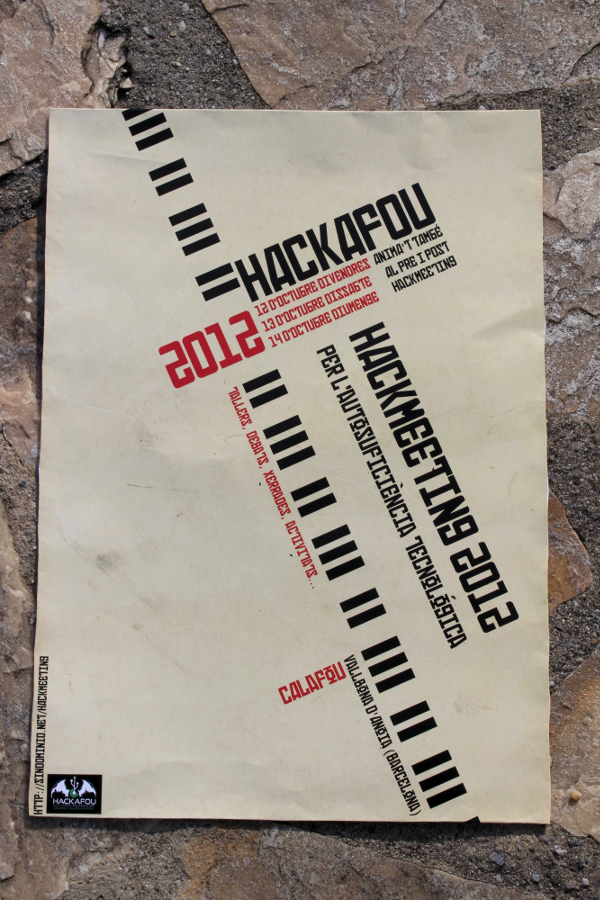 HACKAFOU
2012
12 D'OCTUBRE DIVENDRES
13 D'OCTUBRE DISSABTE
14 D'OCTUBRE DIUMENGE
ANIMA'T TAMBÉ
AL PRE I POST
HACKMEETING
HACKMEETING 2012
PER L'AUTOSUFICIÈNCIA TECNOLÓGICA
TALLERS, DEBATS, XERRADES, ACTIVITATS...
CALAFOU
VALLBONA D'ANOIA (BARCELONA)
HTTP://SINDOMINIO.NET/HACKMEETING
HACKAFOU